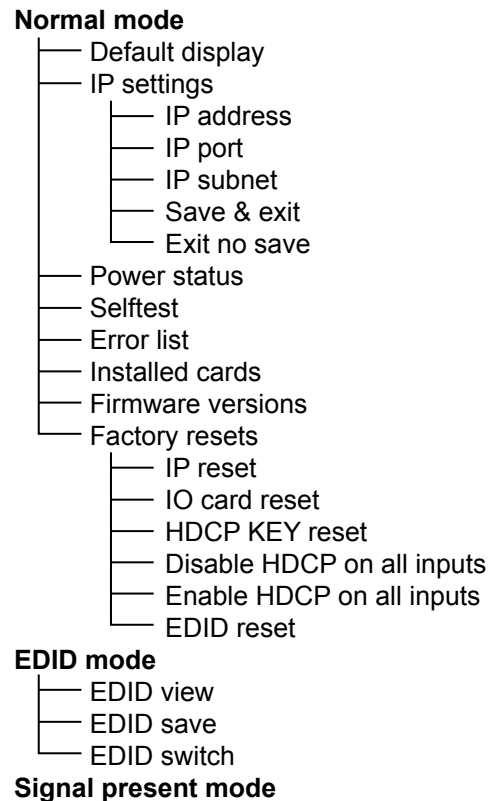 Normal mode
Default display
IP settings
IP address
IP port
IP subnet
Save & exit
Exit no save
Power status
Selftest
Error list
Installed cards
Firmware versions
Factory resets
IP reset
IO card reset
HDCP KEY reset
Disable HDCP on all inputs
Enable HDCP on all inputs
EDID reset
EDID mode
EDID view
EDID save
EDID switch
Signal present mode